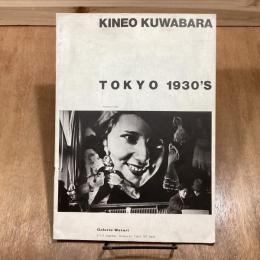 KINEO KUWABARA
TOKYO 1930'S
Galerie Watari